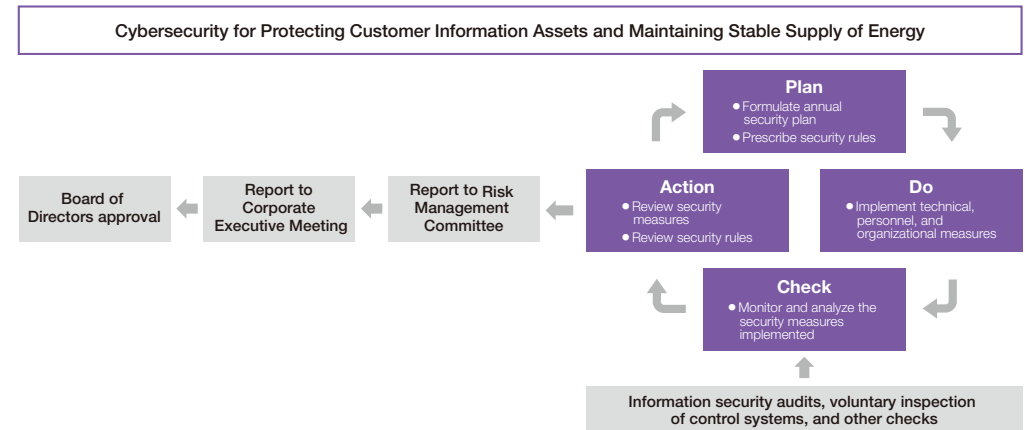 Cybersecurity for Protecting Customer Information Assets and Maintaining Stable Supply of Energy
Plan
● Formulate annual
security plan
● Prescribe security rules
Board of
Directors approval
Report to
Corporate
Executive Meeting
Report to Risk
Management
Committee
Action
● Review security
measures
● Review security rules
Do
● Implement technical,
personnel, and
organizational measures
Check
● Monitor and analyze the
security measures
implemented
Information security audits, voluntary inspection
of control systems, and other checks